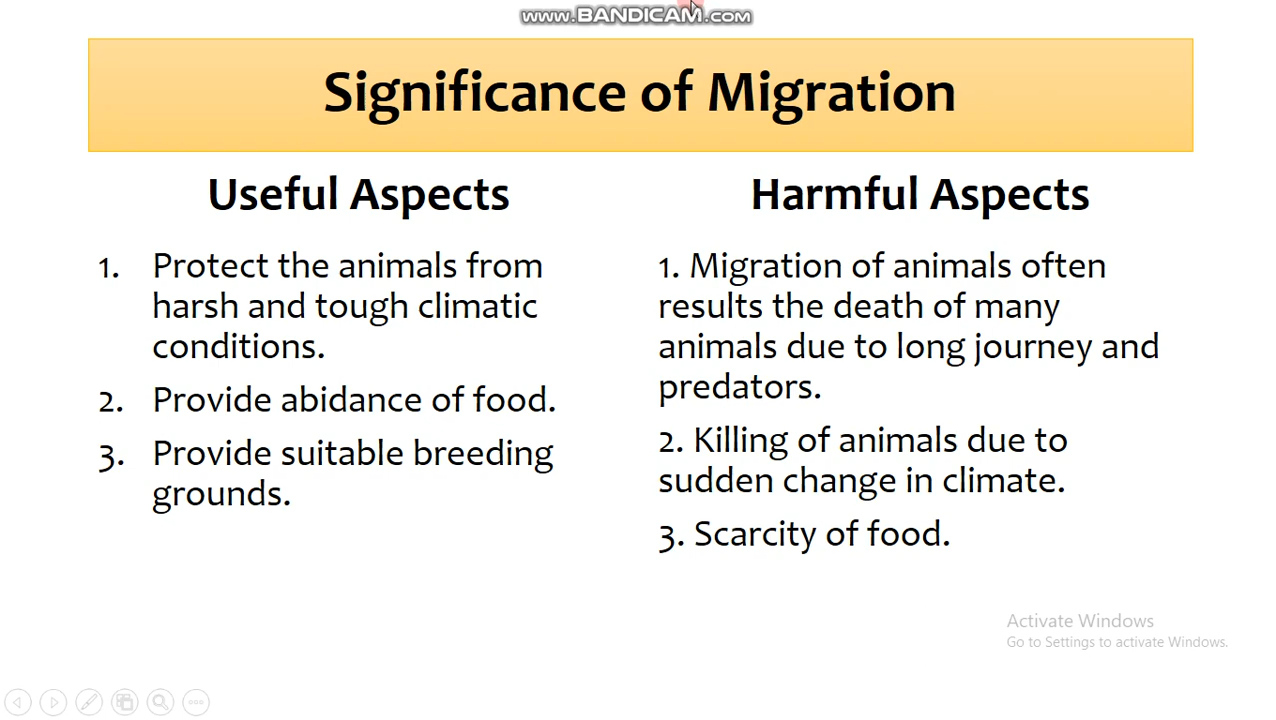 www.BANDICAM.com
Significance of Migration
Useful Aspects
1. Protect the animals from
harsh and tough climatic
conditions.
2. Provide abidance of food.
3. Provide suitable breeding
grounds.
Harmful Aspects
1. Migration of animals often
results the death of many
animals due to long journey and
predators.
2. Killing of animals due to
sudden change in climate.
3. Scarcity of food.
Activate Windows
Go to Settings to activate Windows.